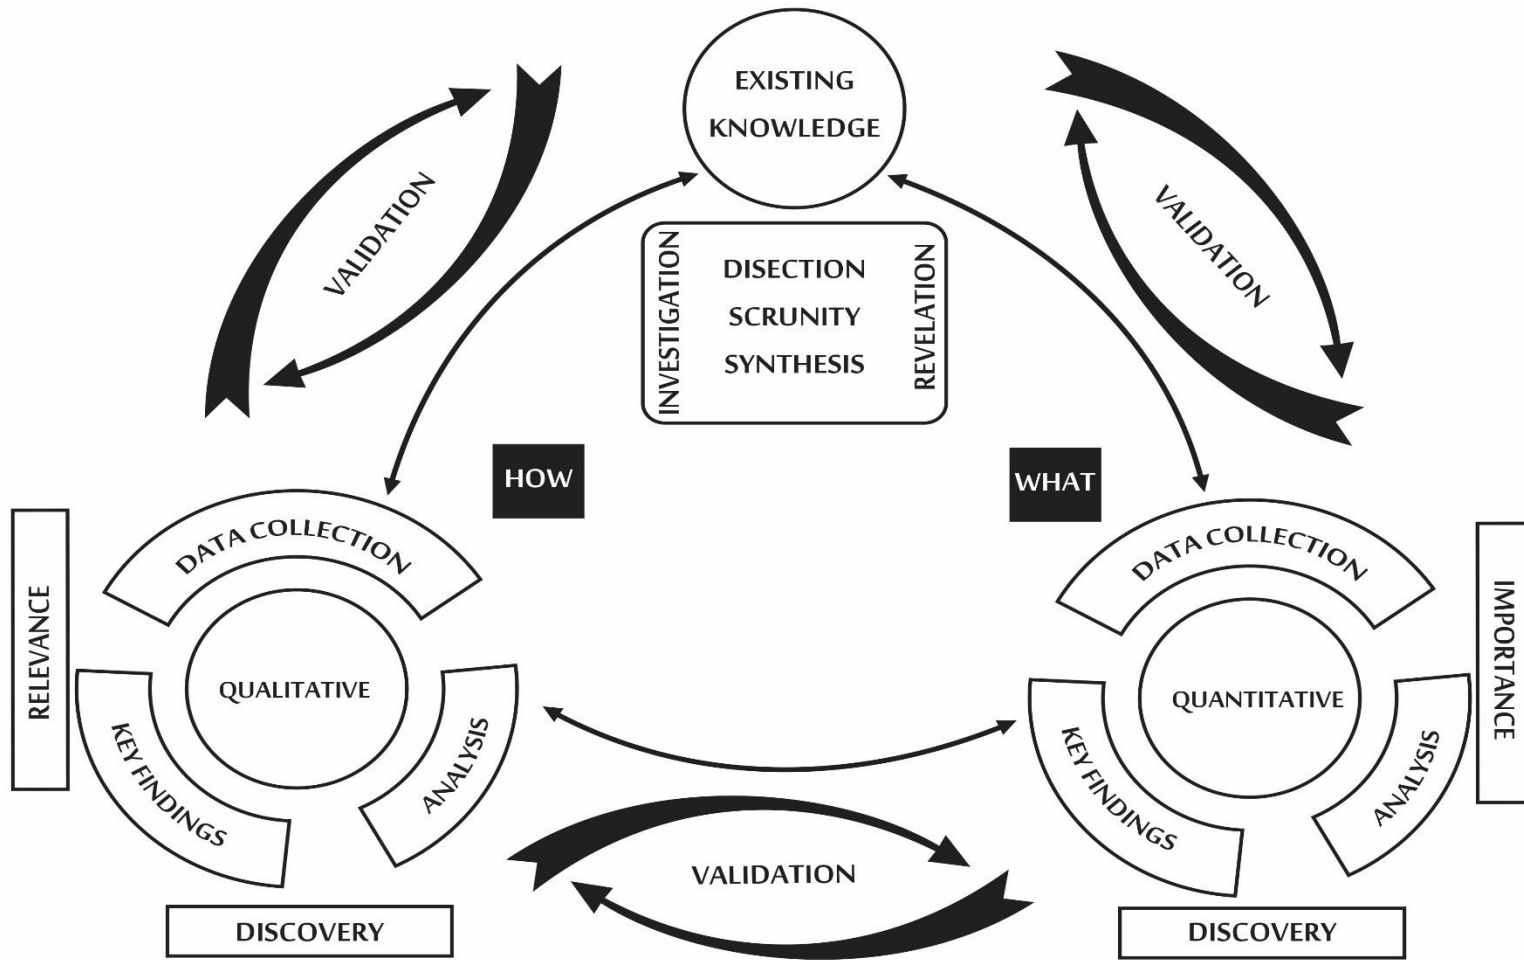 EXISTING
KNOWLEDGE
VALIDATION
VALIDATION
INVESTIGATION
DISECTION
SCRUNITY
SYNTHESIS
REVELATION
HOW
WHAT
RELEVANCE
DATA COLLECTION
QUALITATIVE
KEY FINDINGS
ANALYSIS
DISCOVERY
VALIDATION
DATA COLLECTION
QUANTITATIVE
KEY FINDINGS
ANALYSIS
IMPORTANCE
DISCOVERY